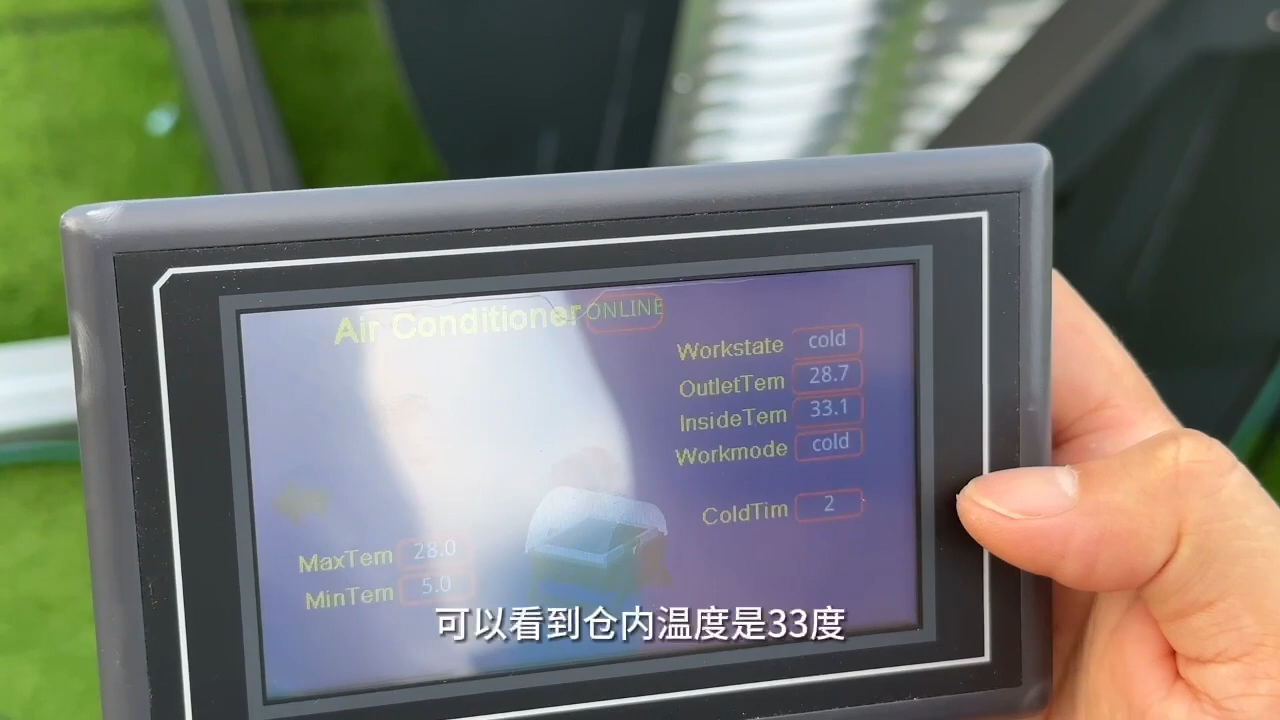 Air Conditioner ONLINE
Workstate cold
OutletTem 28.7
InsideTem 33.1
Workmode cold
ColdTim 2
MaxTem 28.0
MinTem 5.0
可以看到仓内温度是33度